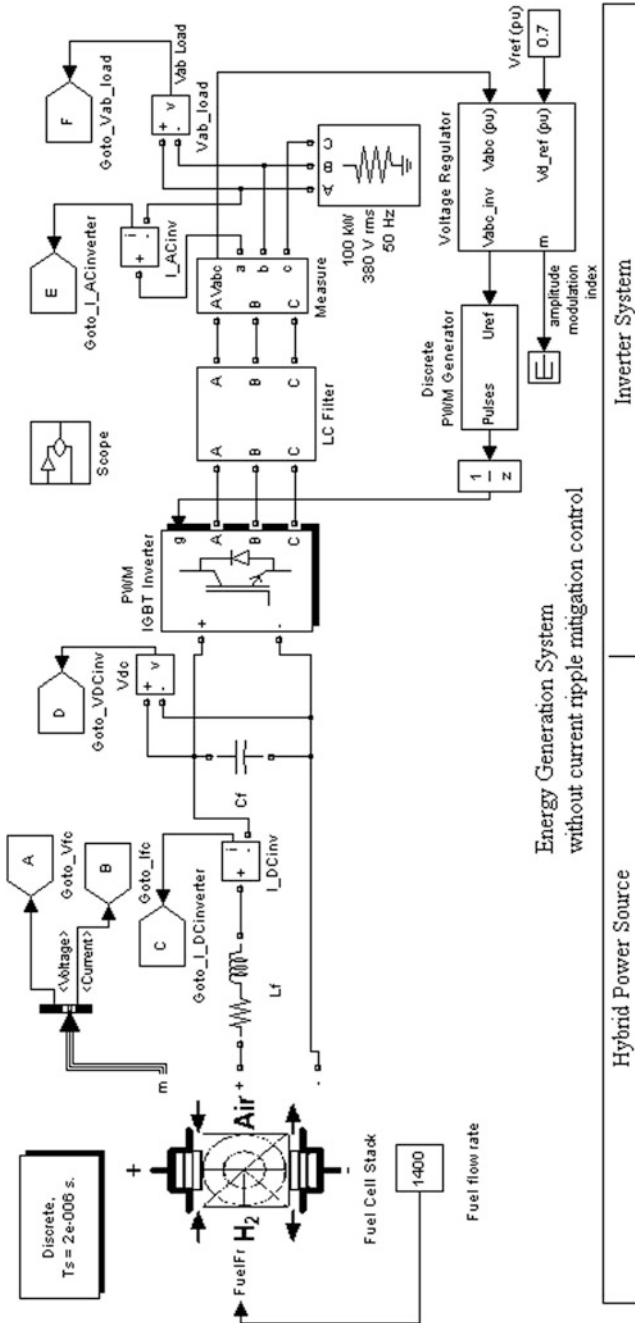 Discrete,
Ts = 2e-006 s.
+
H2
Air
FuelFr
m
+
-
-
Fuel Cell Stack
1400
Fuel flow rate
<Voltage>
<Current>
A
Goto_Vfc
B
Goto_Ifc
C
Goto_I_DCinverter
Lf
+
i
-
I_DCinv
Cf
D
Goto_VDCinv
Vdc
+
-
v
PWM
IGBT Inverter
+
-
g
A
B
C
Scope
A
B
C
A
B
C
LC Filter
E
Goto_I_ACinverter
+
i
-
I_ACinv
A
B
C
Vabc
a
b
c
Measure
F
Goto_Vab_load
Vab Load
+
-
v
Vab_load
A
B
C
100 kW
380 V rms
50 Hz
Discrete
PWM Generator
Pulses
Uref
1
z
Voltage Regulator
Vabc_inv
Vabc (pu)
m
Vd_ref (pu)
Vref (pu)
0.7
amplitude
modulation
index
Energy Generation System
without current ripple mitigation control
Hybrid Power Source
Inverter System